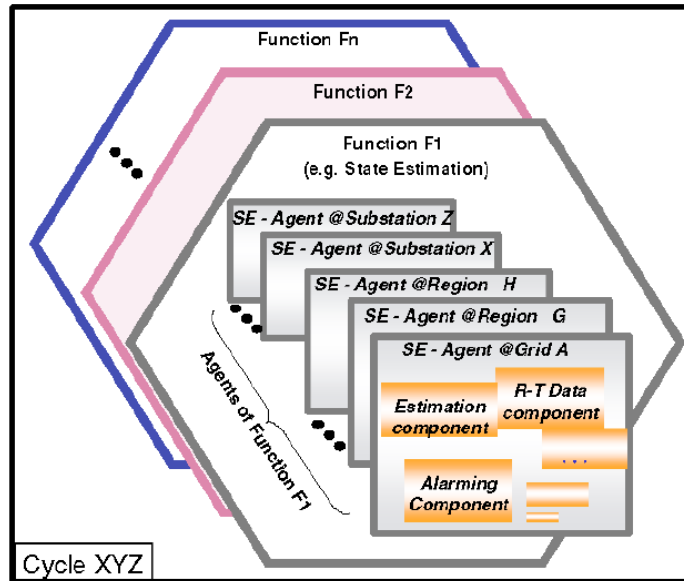 Function Fn
Function F2
Function F1
(e.g. State Estimation)
SE - Agent @Substation Z
SE - Agent @Substation X
SE - Agent @Region H
SE - Agent @Region G
SE - Agent @Grid A
R-T Data
component
Estimation
component
. . .
Alarming
Component
Agents of Function F1
Cycle XYZ